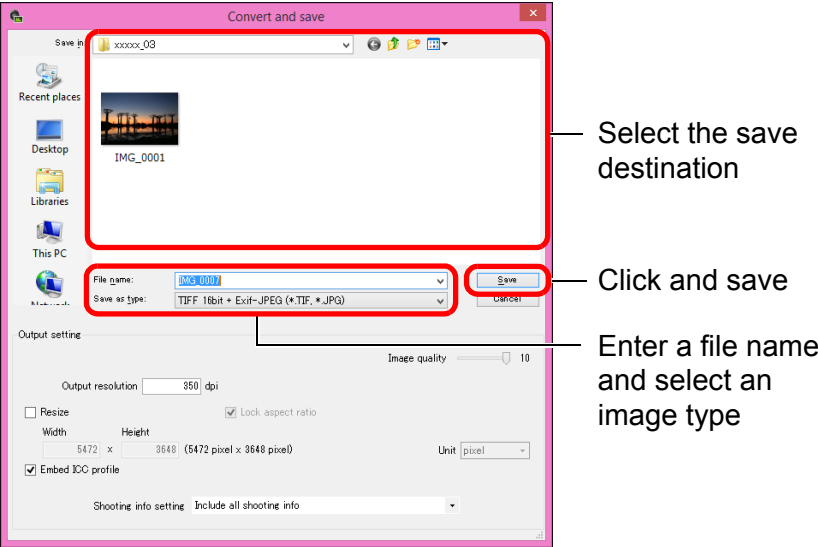 Convert and save
Save in:
xxxxx_03
Recent places
IMG_0001
Desktop
Libraries
This PC
File name:
IMG_0007
Save
Save as type:
TIFF 16bit + Exif-JPEG (*.TIF, *.JPG)
Cancel
Network
Output setting
Image quality
10
Output resolution
350 dpi
Resize
Lock aspect ratio
Width
Height
5472 x 3648 (5472 pixel x 3648 pixel)
Unit pixel
Embed ICC profile
Shooting info setting Include all shooting info
Select the save
destination
Click and save
Enter a file name
and select an
image type